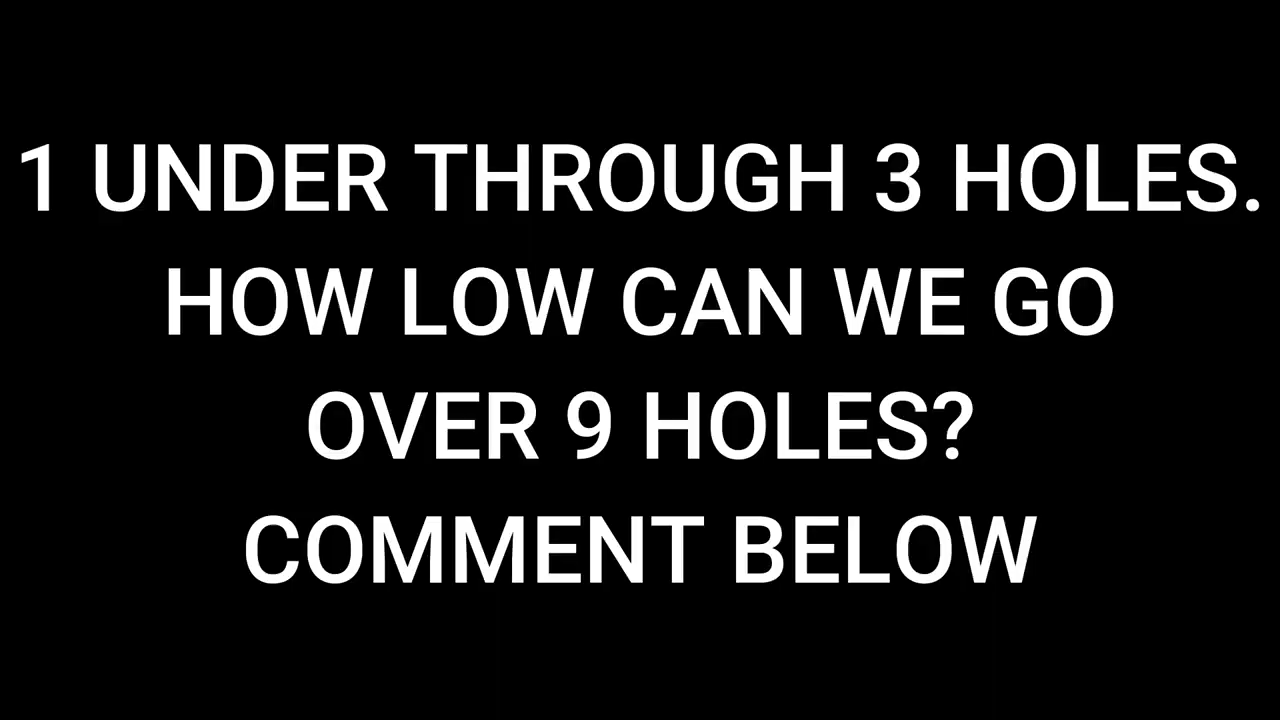 1 UNDER THROUGH 3 HOLES.
HOW LOW CAN WE GO
OVER 9 HOLES?
COMMENT BELOW